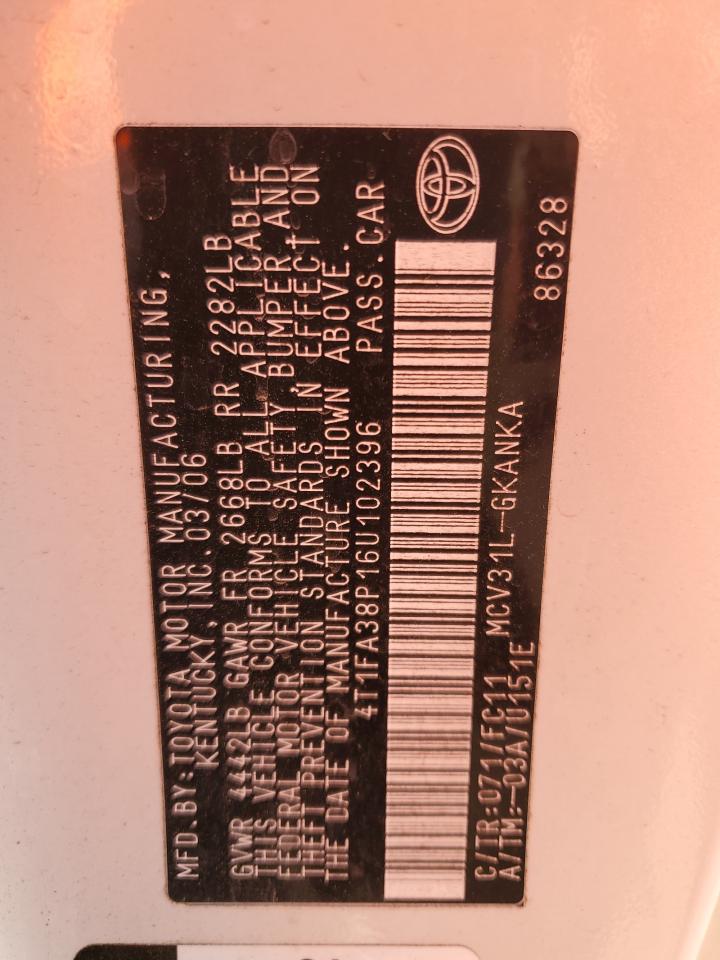 MFD.BY:TOYOTA MOTOR MANUFACTURING,
KENTUCKY, INC. 03/06
GVWR 4442LB GAWR FR 2668LB RR 2282LB
THIS VEHICLE CONFORMS TO ALL APPLICABLE
FEDERAL MOTOR VEHICLE SAFETY, BUMPER AND
THEFT PREVENTION STANDARDS IN EFFECT ON
THE DATE OF MANUFACTURE SHOWN ABOVE.
4T1FA38P16U102396 PASS.CAR
C/TR:071/FC11 MCV31L-GKANKA
A/TM:-03A/U151E
86328